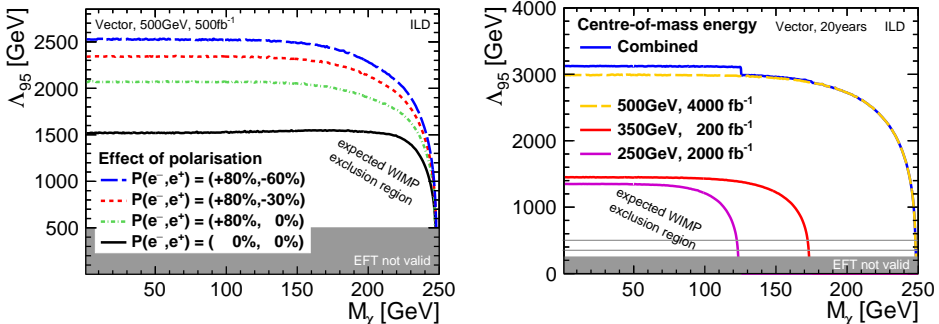 Vector, 500GeV, 500fb⁻¹
ILD
Λ₉₅ [GeV]
2500
2000
1500
1000
500
0
expected WIMP
exclusion region
Effect of polarisation
P(e⁻,e⁺) = (+80%,-60%)
P(e⁻,e⁺) = (+80%,-30%)
P(e⁻,e⁺) = (+80%, 0%)
P(e⁻,e⁺) = ( 0%, 0%)
EFT not valid
50 100 150 200 250
Mχ [GeV]
Centre-of-mass energy
Vector, 20years
ILD
Λ₉₅ [GeV]
4000
3000
2000
1000
0
Combined
500GeV, 4000 fb⁻¹
350GeV, 200 fb⁻¹
250GeV, 2000 fb⁻¹
expected WIMP
exclusion region
EFT not valid
50 100 150 200 250
Mχ [GeV]